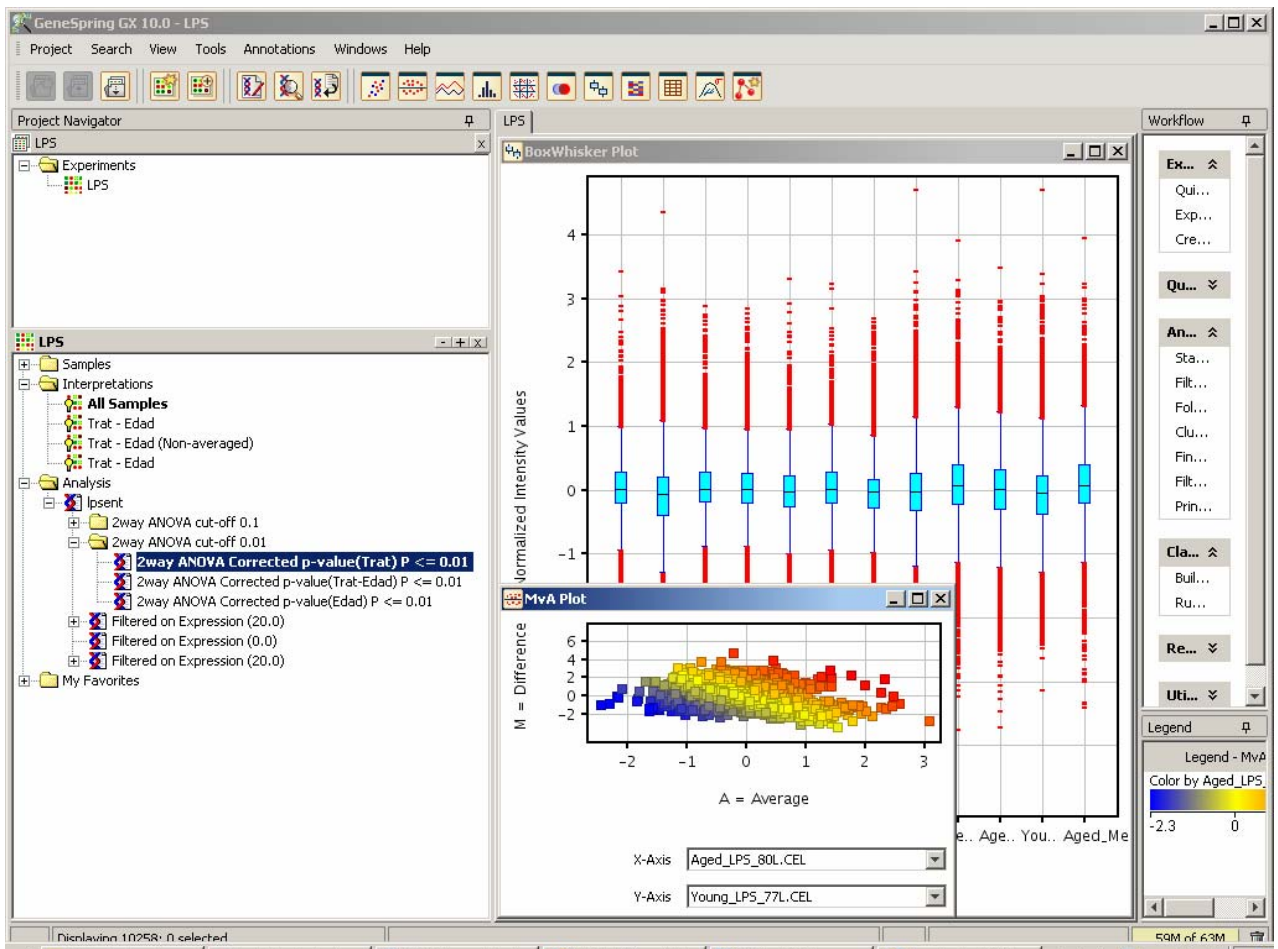 GeneSpring GX 10.0 - LPS
Project Search View Tools Annotations Windows Help
Project Navigator
LPS
Experiments
LPS
LPS
Samples
Interpretations
All Samples
Trat - Edad
Trat - Edad (Non-averaged)
Trat - Edad
Analysis
lpsent
2way ANOVA cut-off 0.1
2way ANOVA cut-off 0.01
2way ANOVA Corrected p-value(Trat) P <= 0.01
2way ANOVA Corrected p-value(Trat-Edad) P <= 0.01
2way ANOVA Corrected p-value(Edad) P <= 0.01
Filtered on Expression (20.0)
Filtered on Expression (0.0)
Filtered on Expression (20.0)
My Favorites
LPS
BoxWhisker Plot
Normalized Intensity Values
4
3
2
1
0
-1
e.. Age.. You.. Aged_Me
MvA Plot
M = Difference
6
4
2
0
-2
-2 -1 0 1 2 3
A = Average
X-Axis Aged_LPS_80L.CEL
Y-Axis Young_LPS_77L.CEL
Workflow
Ex...
Qui...
Exp...
Cre...
Qu...
An...
Sta...
Filt...
Fol...
Clu...
Fin...
Filt...
Prin...
Cla...
Buil...
Ru...
Re...
Uti...
Legend
Legend - MvA
Color by Aged_LPS_
-2.3 0
Displaying 10258; 0 selected
59M of 63M